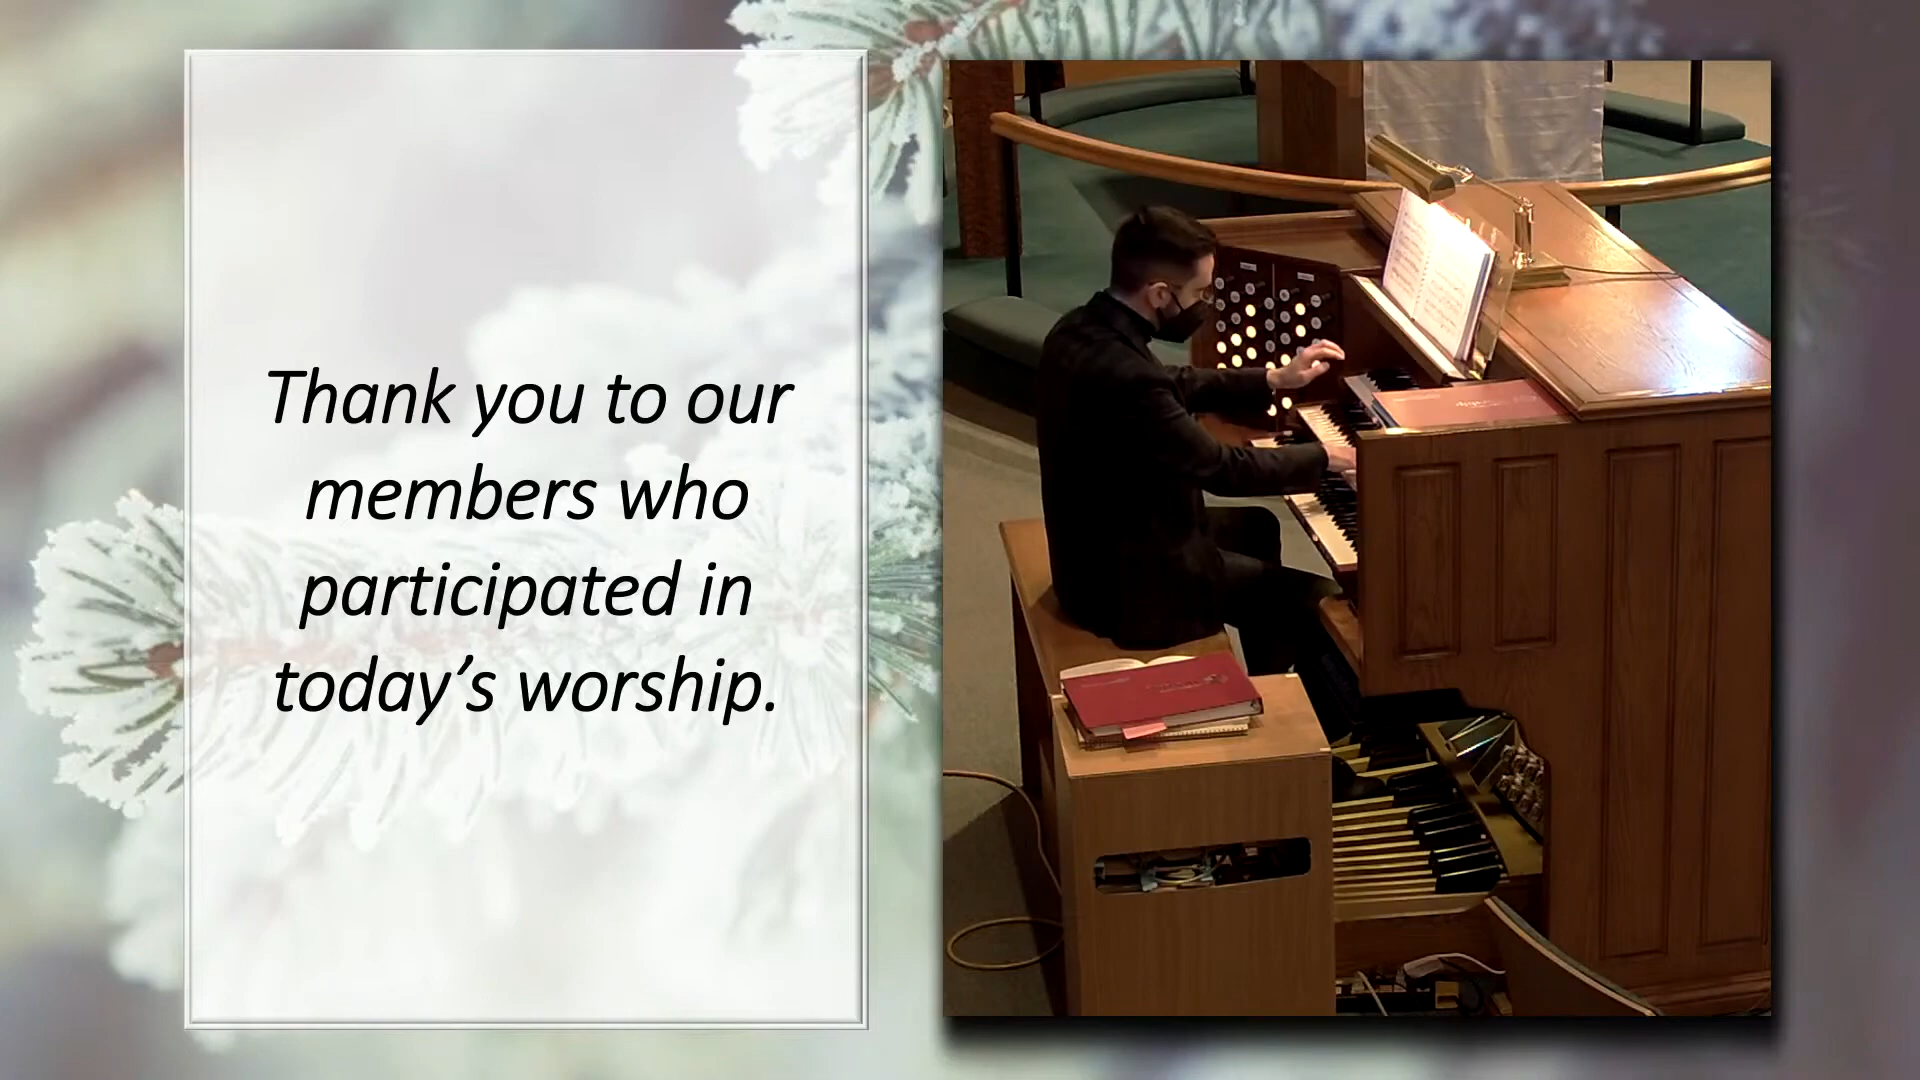 Thank you to our
members who
participated in
today’s worship.